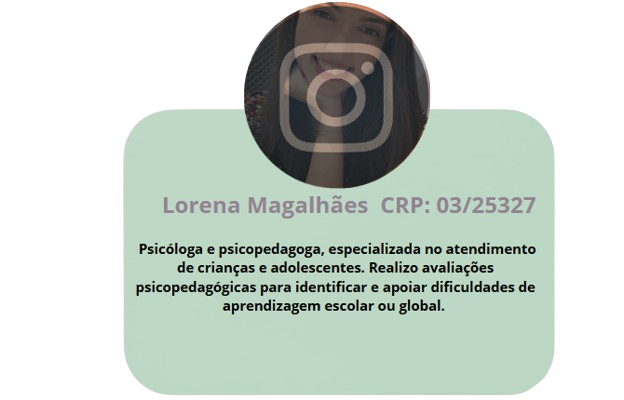 Lorena Magalhães  CRP: 03/25327
Psicóloga e psicopedagoga, especializada no atendimento
de crianças e adolescentes. Realizo avaliações
psicopedagógicas para identificar e apoiar dificuldades de
aprendizagem escolar ou global.